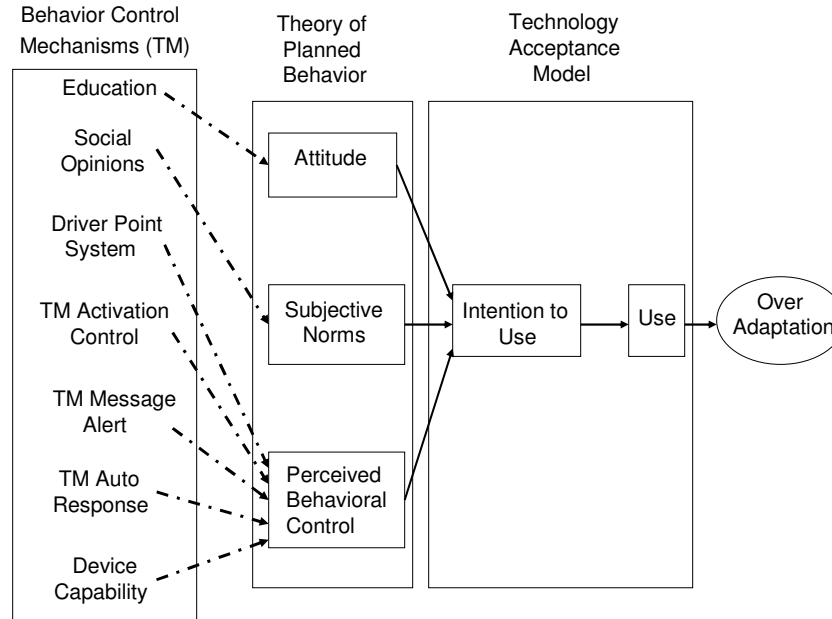 Behavior Control
Mechanisms (TM)
Theory of
Planned
Behavior
Technology
Acceptance
Model
Education
Social
Opinions
Driver Point
System
TM Activation
Control
TM Message
Alert
TM Auto
Response
Device
Capability
Attitude
Subjective
Norms
Perceived
Behavioral
Control
Intention to
Use
Use
Over
Adaptation